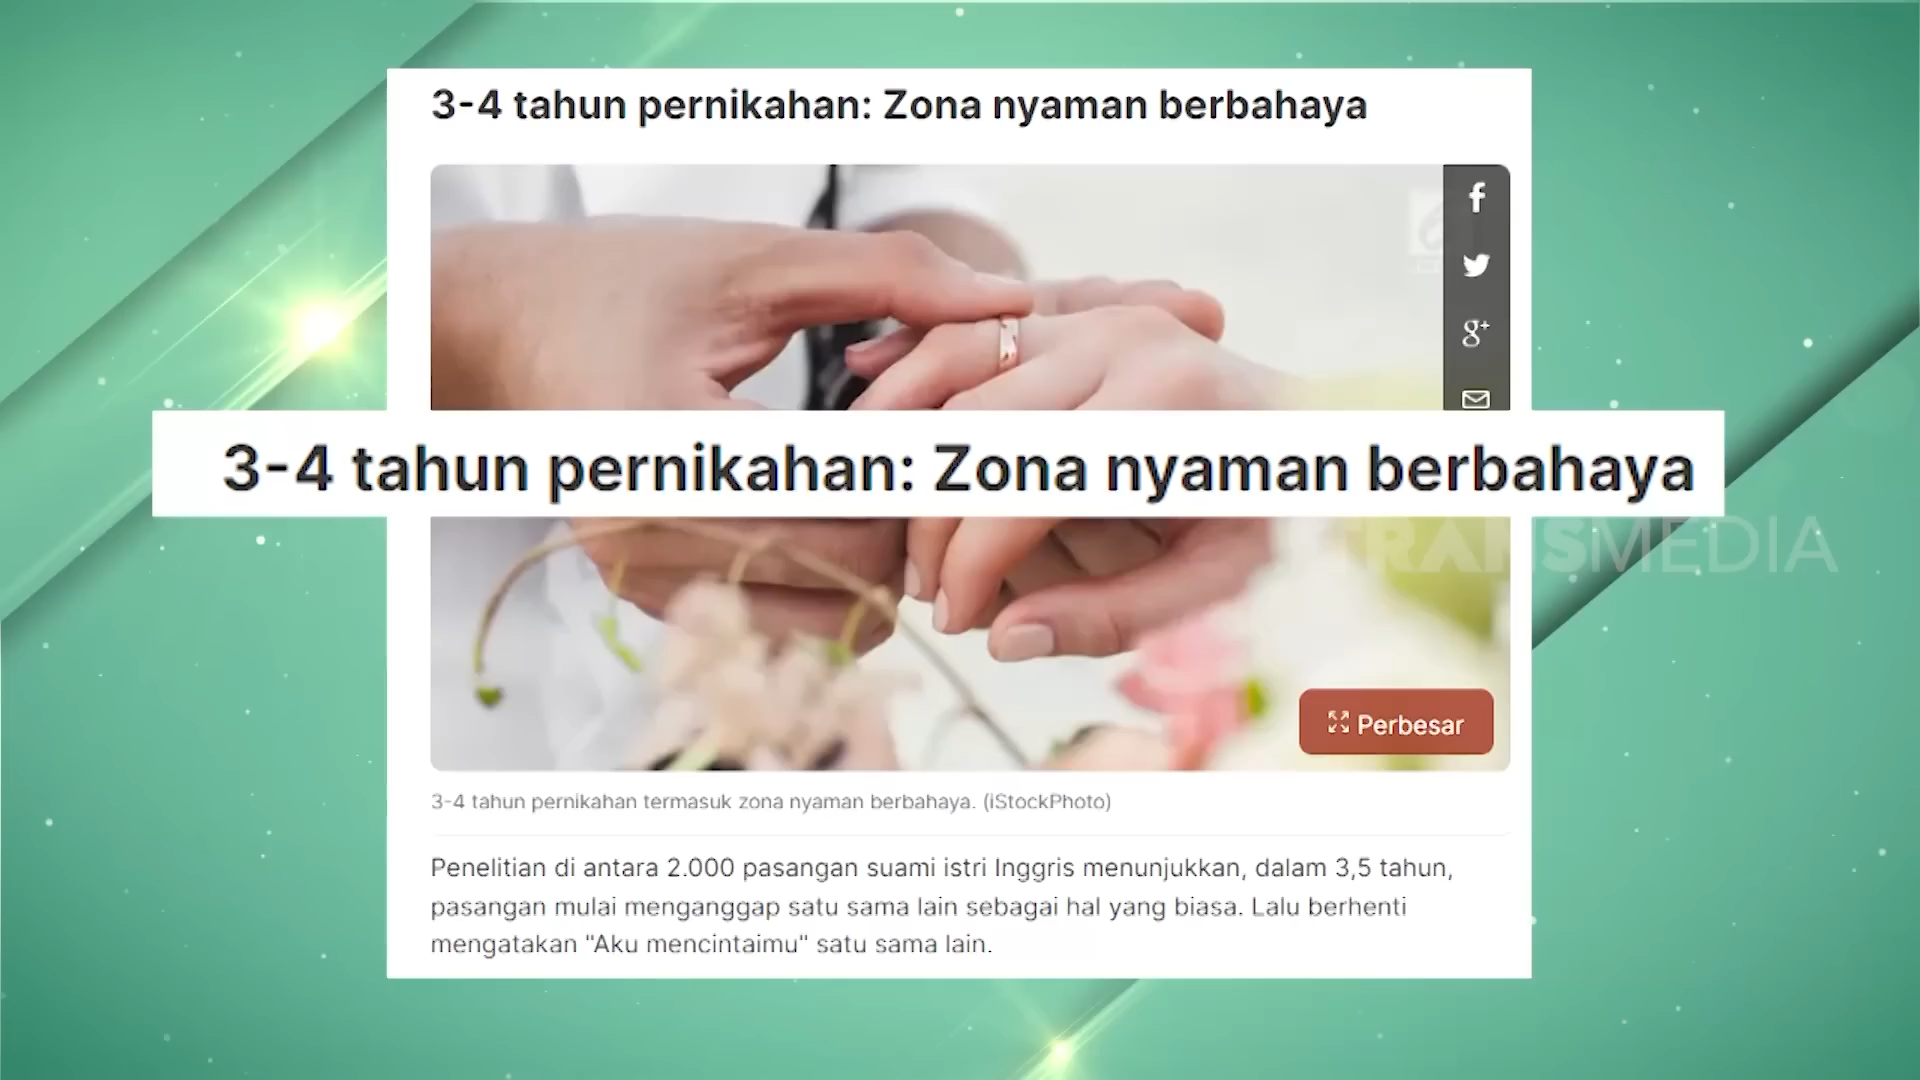 3-4 tahun pernikahan: Zona nyaman berbahaya
3-4 tahun pernikahan: Zona nyaman berbahaya
TRANSMEDIA
Perbesar
3-4 tahun pernikahan termasuk zona nyaman berbahaya. (iStockPhoto)
Penelitian di antara 2.000 pasangan suami istri Inggris menunjukkan, dalam 3,5 tahun,
pasangan mulai menganggap satu sama lain sebagai hal yang biasa. Lalu berhenti
mengatakan "Aku mencintaimu" satu sama lain.